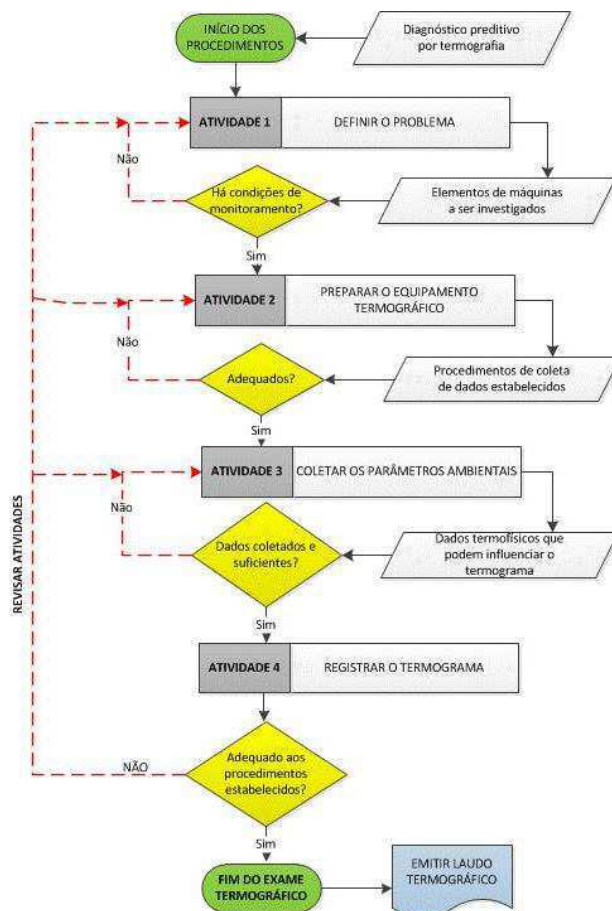 INÍCIO DOS
PROCEDIMENTOS
Diagnóstico preditivo
por termografia
ATIVIDADE 1
DEFINIR O PROBLEMA
Não
Há condições de
monitoramento?
Elementos de máquinas
a ser investigados
Sim
ATIVIDADE 2
PREPARAR O EQUIPAMENTO
TERMOGRÁFICO
Não
Adequados?
Procedimentos de coleta
de dados estabelecidos
Sim
ATIVIDADE 3
COLETAR OS PARÂMETROS AMBIENTAIS
Não
Dados coletados e
suficientes?
Dados termofísicos que
podem influenciar o
termograma
REVISAR ATIVIDADES
Sim
ATIVIDADE 4
REGISTRAR O TERMOGRAMA
Adequado aos
procedimentos
estabelecidos?
NÃO
Sim
FIM DO EXAME
TERMOGRÁFICO
EMITIR LAUDO
TERMOGRÁFICO